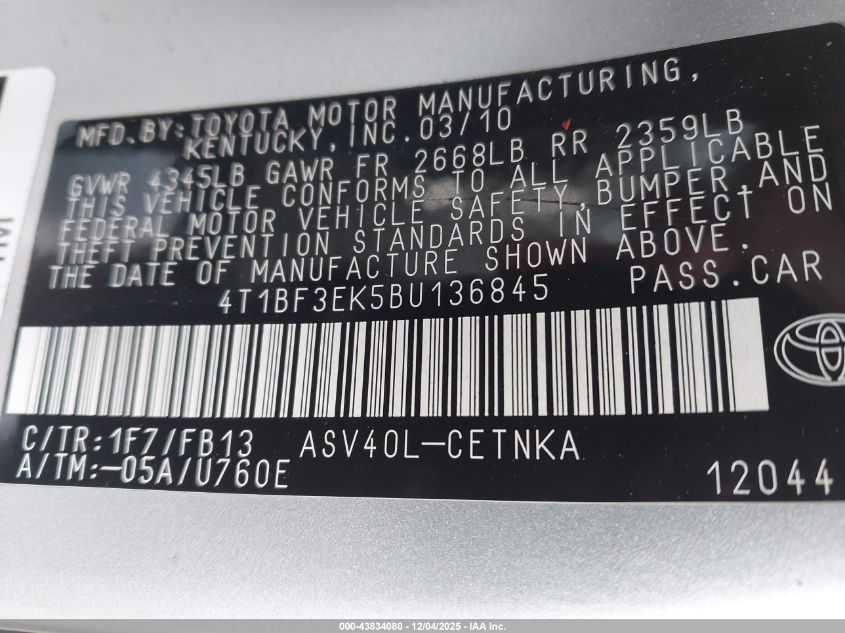 MFD. BY: TOYOTA MOTOR MANUFACTURING,
KENTUCKY, INC. 03/10
GVWR 4345LB GAWR FR 2668LB RR 2359LB
THIS VEHICLE CONFORMS TO ALL APPLICABLE
FEDERAL MOTOR VEHICLE SAFETY, BUMPER, AND
THEFT PREVENTION STANDARDS IN EFFECT ON
THE DATE OF MANUFACTURE SHOWN ABOVE.
4T1BF3EK5BU136845 PASS.CAR
C/TR:1F7/FB13 ASV40L-CETNKA
A/TM:-05A/U760E 12044
000-43834080 - 12/04/2025 - IAA Inc.